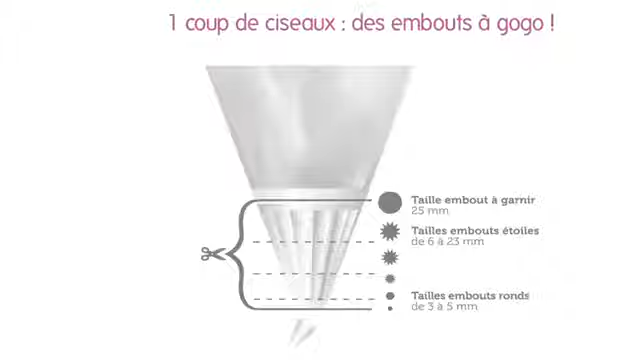 1 coup de ciseaux : des embouts à gogo !
Taille embout à garnir
25 mm
Tailles embouts étoiles
de 6 à 23 mm
Tailles embouts ronds
de 3 à 5 mm